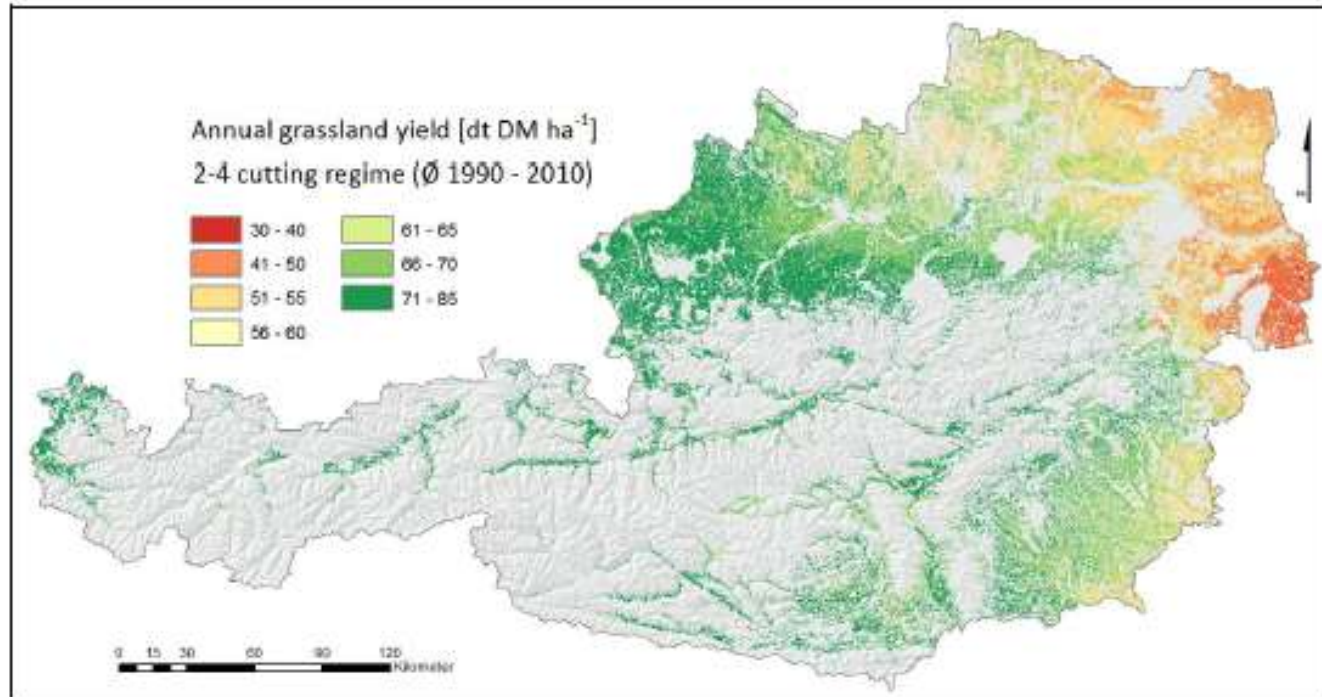 Annual grassland yield [dt DM ha⁻¹]
2-4 cutting regime (Ø 1990 - 2010)
30 - 40
61 - 65
41 - 50
66 - 70
51 - 55
71 - 85
56 - 60
0 15 30 60 90 120
Kilometer